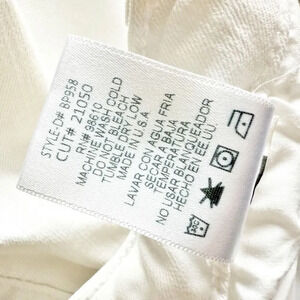 STYLE-D# BP958
CUT# 21050
RN# 98610
MACHINE WASH COLD
DO NOT BLEACH
TUMBLE DRY LOW
MADE IN U.S.A
LAVAR CON AGUA FRIA
SECAR A BAJA
TEMPERATURA
NO USAR BLANQUEADOR
HECHO EN EE.UU